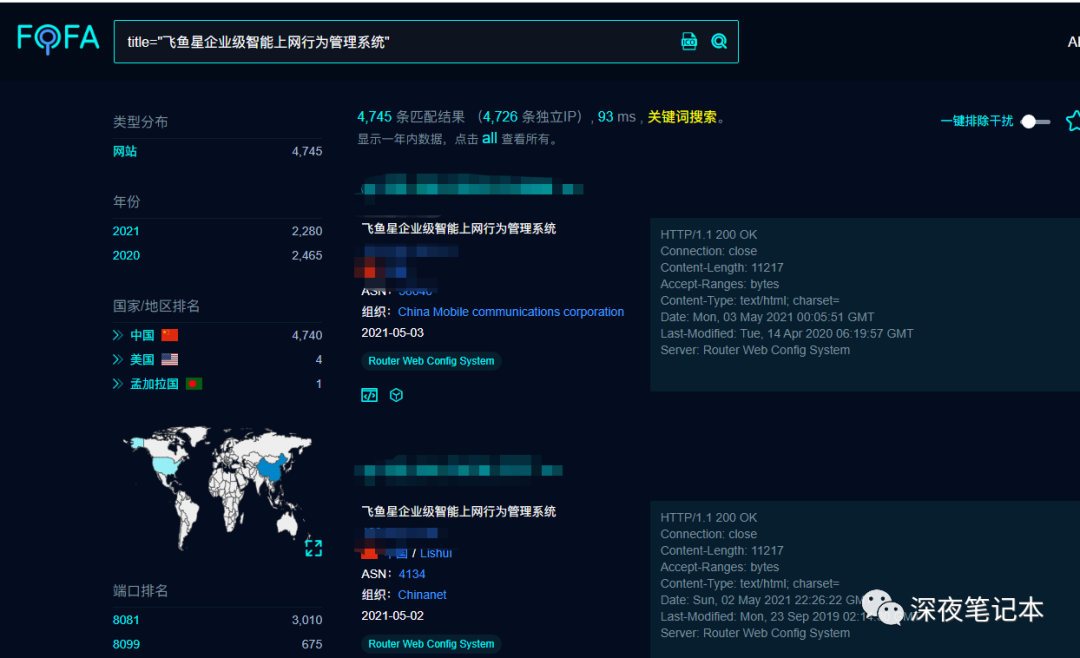 FOFA
title="飞鱼星企业级智能上网行为管理系统"
类型分布
网站 4,745
年份
2021 2,280
2020 2,465
国家/地区排名
中国 4,740
美国 4
孟加拉国 1
端口排名
8081 3,010
8099 675
4,745 条匹配结果 (4,726 条独立IP) , 93 ms , 关键词搜索。
显示一年内数据，点击 all 查看所有。
一键排除干扰
飞鱼星企业级智能上网行为管理系统
ASN:
组织: China Mobile communications corporation
2021-05-03
Router Web Config System
HTTP/1.1 200 OK
Connection: close
Content-Length: 11217
Accept-Ranges: bytes
Content-Type: text/html; charset=
Date: Mon, 03 May 2021 00:05:51 GMT
Last-Modified: Tue, 14 Apr 2020 06:19:57 GMT
Server: Router Web Config System
飞鱼星企业级智能上网行为管理系统
/ Lishui
ASN: 4134
组织: Chinanet
2021-05-02
Router Web Config System
HTTP/1.1 200 OK
Connection: close
Content-Length: 11217
Accept-Ranges: bytes
Content-Type: text/html; charset=
Date: Sun, 02 May 2021 22:26:22
Last-Modified: Mon, 23 Sep 2019
Server: Router Web Config System
深夜笔记本